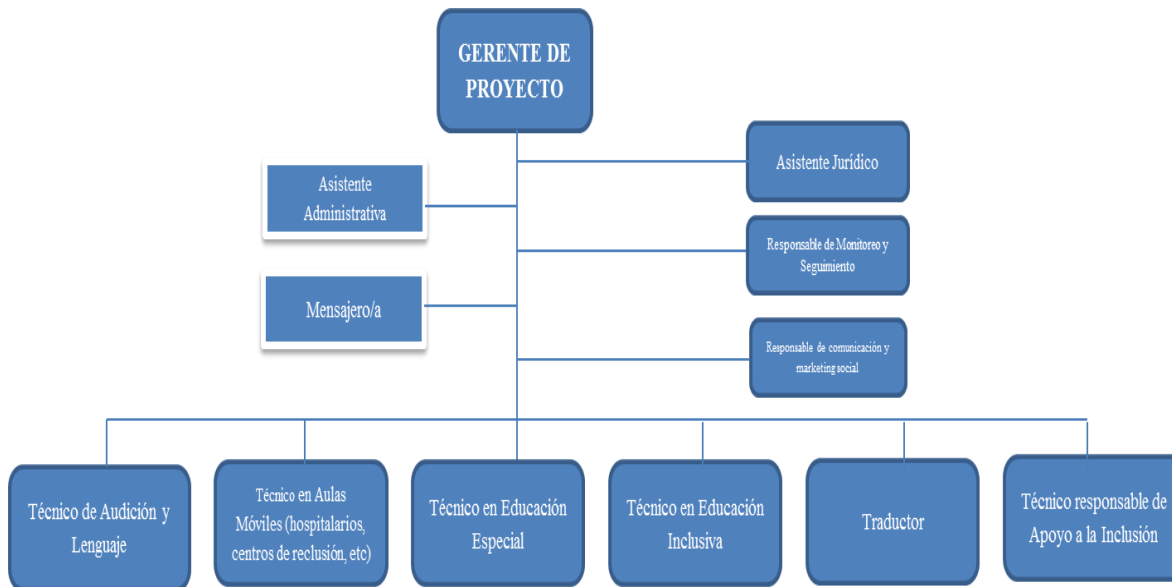 GERENTE DE
PROYECTO
Asistente Jurídico
Asistente
Administrativa
Responsable de Monitoreo y
Seguimiento
Mensajero/a
Responsable de comunicación y
marketing social
Técnico de Audición y
Lenguaje
Técnico en Aulas
Móviles (hospitalarios,
centros de reclusión, etc)
Técnico en Educación
Especial
Técnico en Educación
Inclusiva
Traductor
Técnico responsable de
Apoyo a la Inclusión